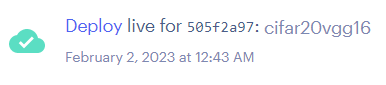 Deploy live for 505f2a97: cifar20vgg16
February 2, 2023 at 12:43 AM